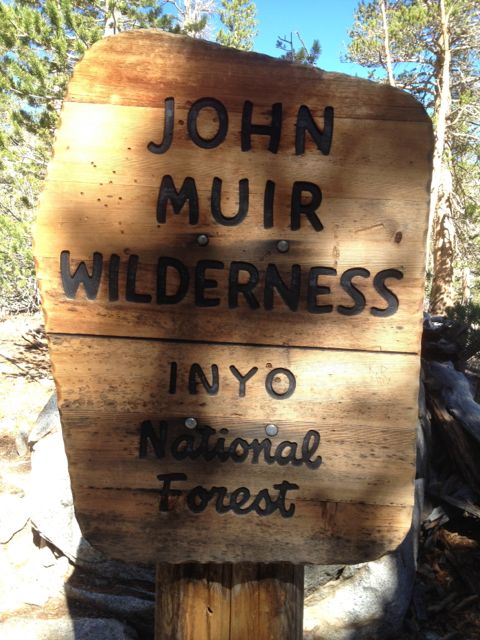 JOHN
MUIR
WILDERNESS
INYO
National
Forest